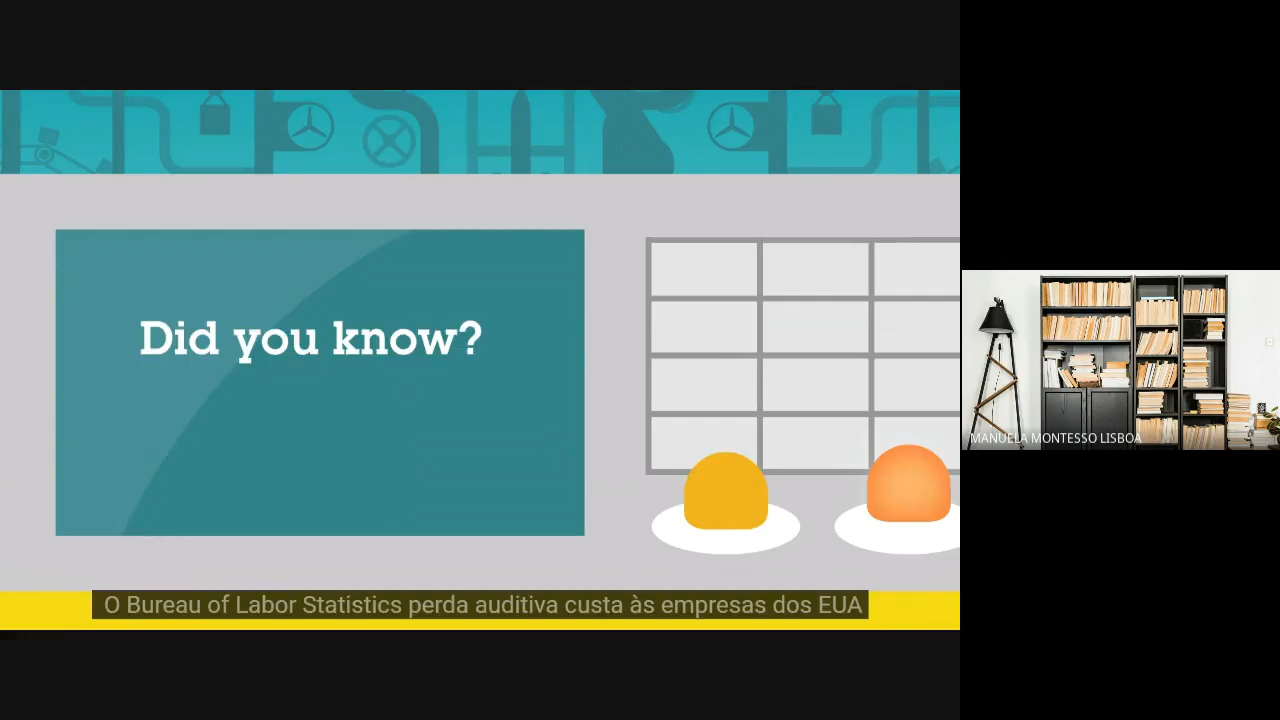 Did you know?
O Bureau of Labor Statistics perda auditiva custa às empresas dos EUA
MANUELA MONTESSO LISBOA